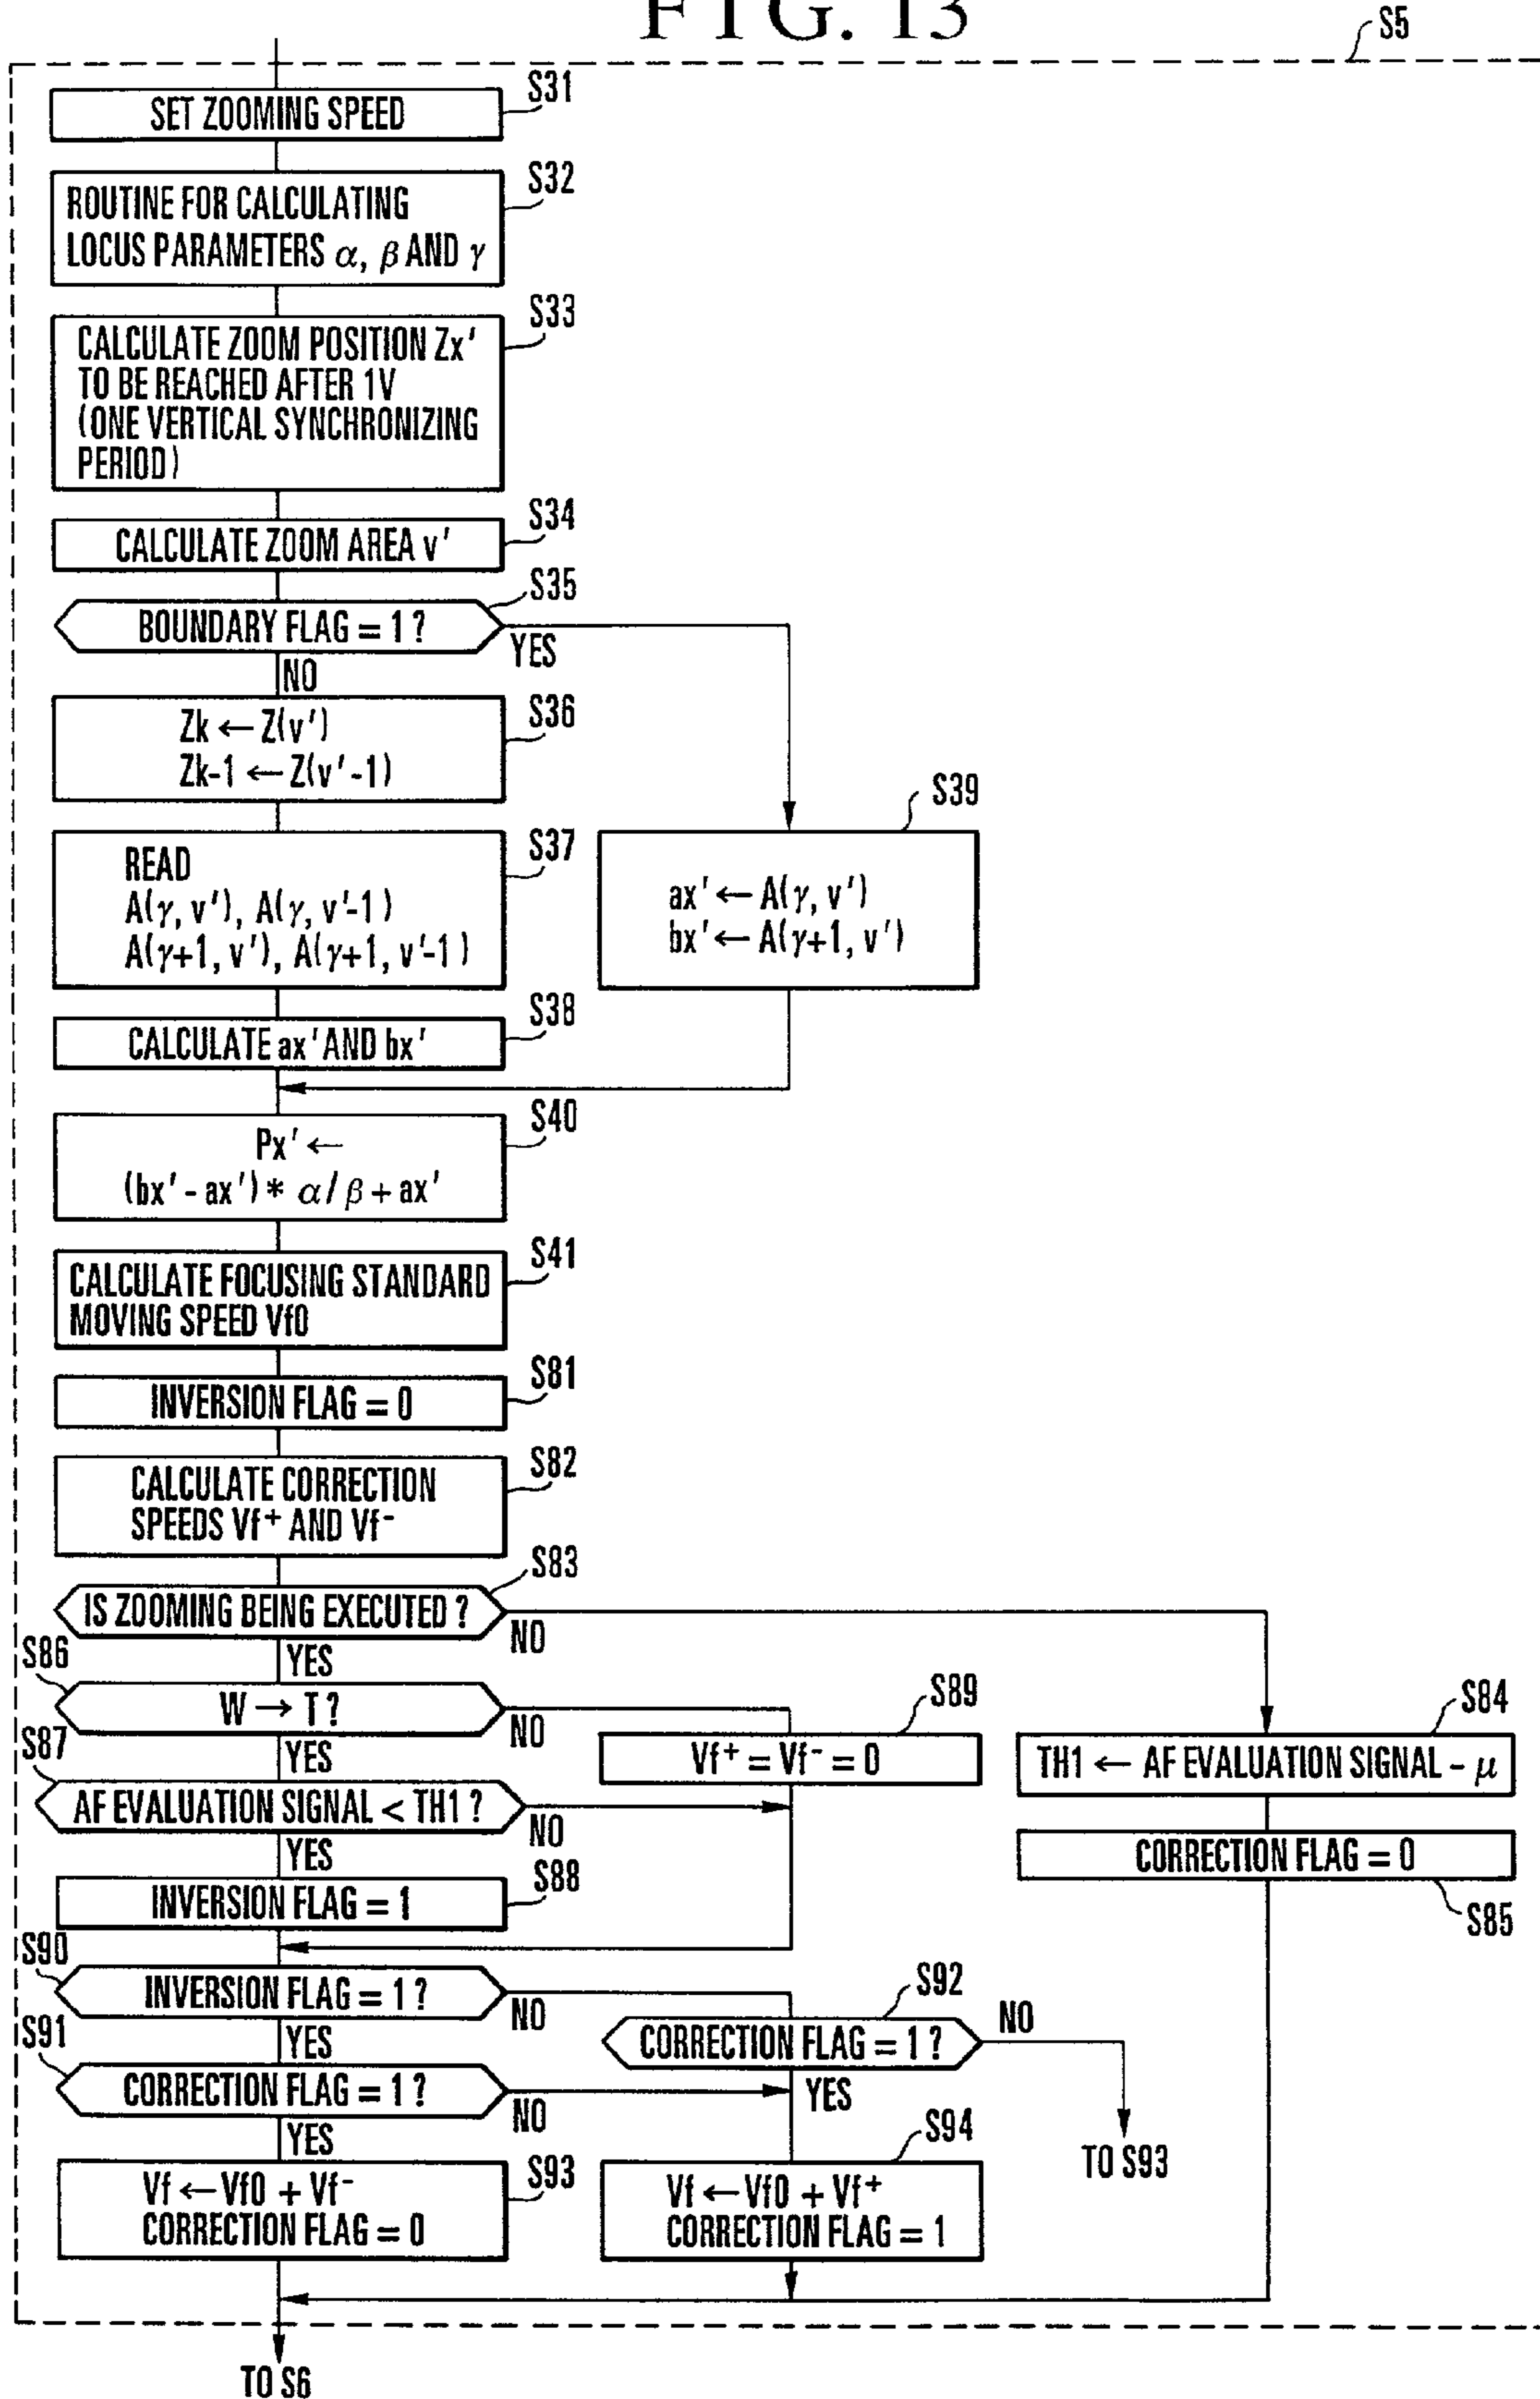 FIG. 13
S5
S31
SET ZOOMING SPEED
S32
ROUTINE FOR CALCULATING
LOCUS PARAMETERS α, β AND γ
S33
CALCULATE ZOOM POSITION Zx'
TO BE REACHED AFTER 1V
(ONE VERTICAL SYNCHRONIZING
PERIOD)
S34
CALCULATE ZOOM AREA v'
S35
BOUNDARY FLAG = 1 ?
YES
NO
S36
Zk ← Z(v')
Zk-1 ← Z(v'-1)
S37
READ
A(γ, v'), A(γ, v'-1)
A(γ+1, v'), A(γ+1, v'-1)
S39
ax' ← A(γ, v')
bx' ← A(γ+1, v')
S38
CALCULATE ax' AND bx'
S40
Px' ←
(bx' - ax') * α / β + ax'
S41
CALCULATE FOCUSING STANDARD
MOVING SPEED Vf0
S81
INVERSION FLAG = 0
S82
CALCULATE CORRECTION
SPEEDS Vf+ AND Vf-
S83
IS ZOOMING BEING EXECUTED ?
NO
YES
S86
W → T ?
NO
YES
S89
Vf+ = Vf- = 0
S84
TH1 ← AF EVALUATION SIGNAL - μ
S87
AF EVALUATION SIGNAL < TH1 ?
NO
YES
CORRECTION FLAG = 0
S85
S88
INVERSION FLAG = 1
S90
INVERSION FLAG = 1 ?
NO
YES
S92
CORRECTION FLAG = 1 ?
NO
YES
TO S93
S91
CORRECTION FLAG = 1 ?
NO
YES
S93
Vf ← Vf0 + Vf-
CORRECTION FLAG = 0
S94
Vf ← Vf0 + Vf+
CORRECTION FLAG = 1
TO S6